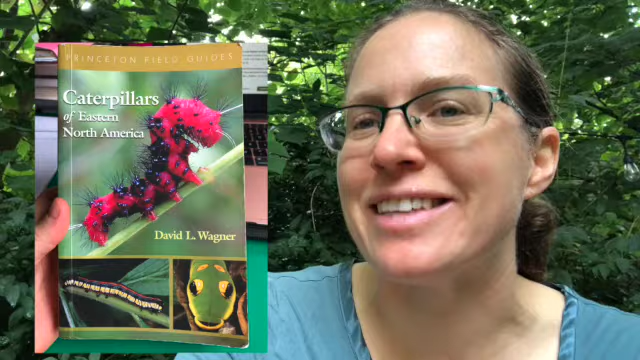 PRINCETON FIELD GUIDES
Caterpillars
of Eastern
North America
David L. Wagner